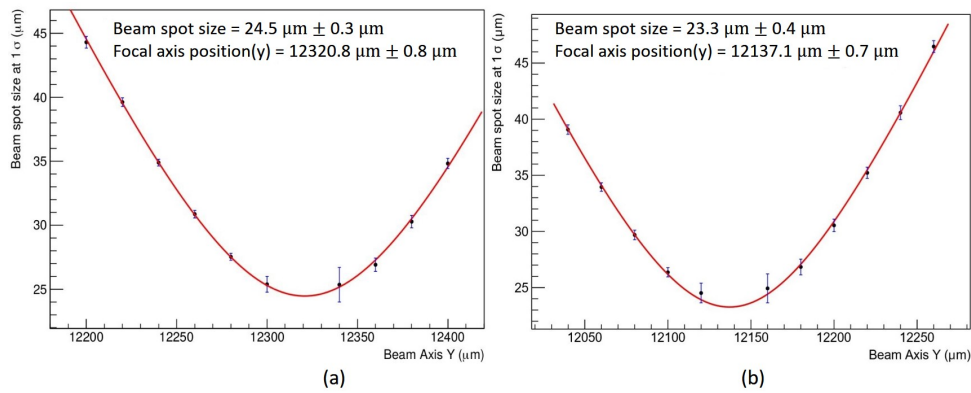 Beam spot size at 1 σ (μm)
Beam spot size = 24.5 μm ± 0.3 μm
Focal axis position(y) = 12320.8 μm ± 0.8 μm
45
40
35
30
25
12200
12250
12300
12350
12400
Beam Axis Y (μm)
(a)
Beam spot size at 1 σ (μm)
Beam spot size = 23.3 μm ± 0.4 μm
Focal axis position(y) = 12137.1 μm ± 0.7 μm
45
40
35
30
25
12050
12100
12150
12200
12250
Beam Axis Y (μm)
(b)